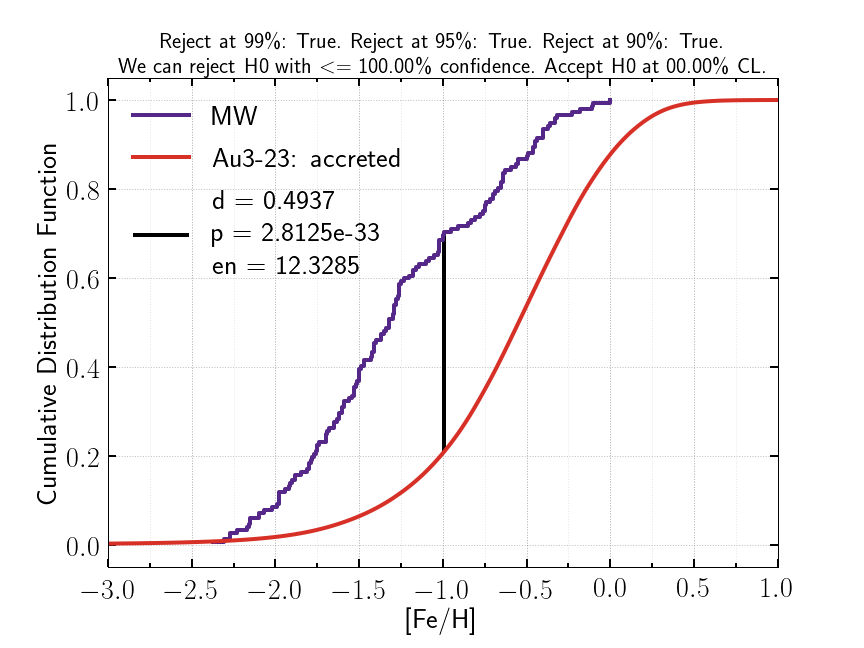 Reject at 99%: True. Reject at 95%: True. Reject at 90%: True.
We can reject H0 with <= 100.00% confidence. Accept H0 at 00.00% CL.
MW
Au3-23: accreted
d = 0.4937
p = 2.8125e-33
en = 12.3285
Cumulative Distribution Function
1.0
0.8
0.6
0.4
0.2
0.0
−3.0 −2.5 −2.0 −1.5 −1.0 −0.5 0.0 0.5 1.0
[Fe/H]